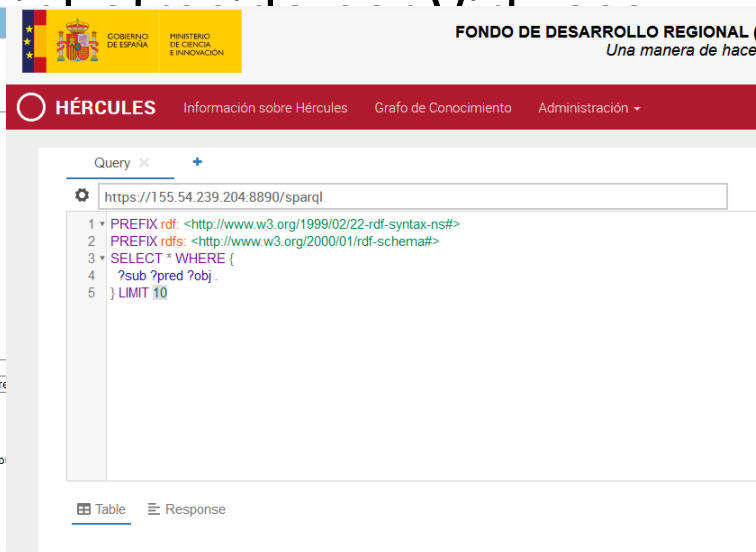 GOBIERNO
DE ESPAÑA
MINISTERIO
DE CIENCIA
E INNOVACIÓN
FONDO DE DESARROLLO REGIONAL (
Una manera de hace
HÉRCULES
Información sobre Hércules
Grafo de Conocimiento
Administración
Query
https://155.54.239.204:8890/sparql
1 PREFIX rdf: <http://www.w3.org/1999/02/22-rdf-syntax-ns#>
2 PREFIX rdfs: <http://www.w3.org/2000/01/rdf-schema#>
3 SELECT * WHERE {
4 ?sub ?pred ?obj .
5 } LIMIT 10
Table
Response